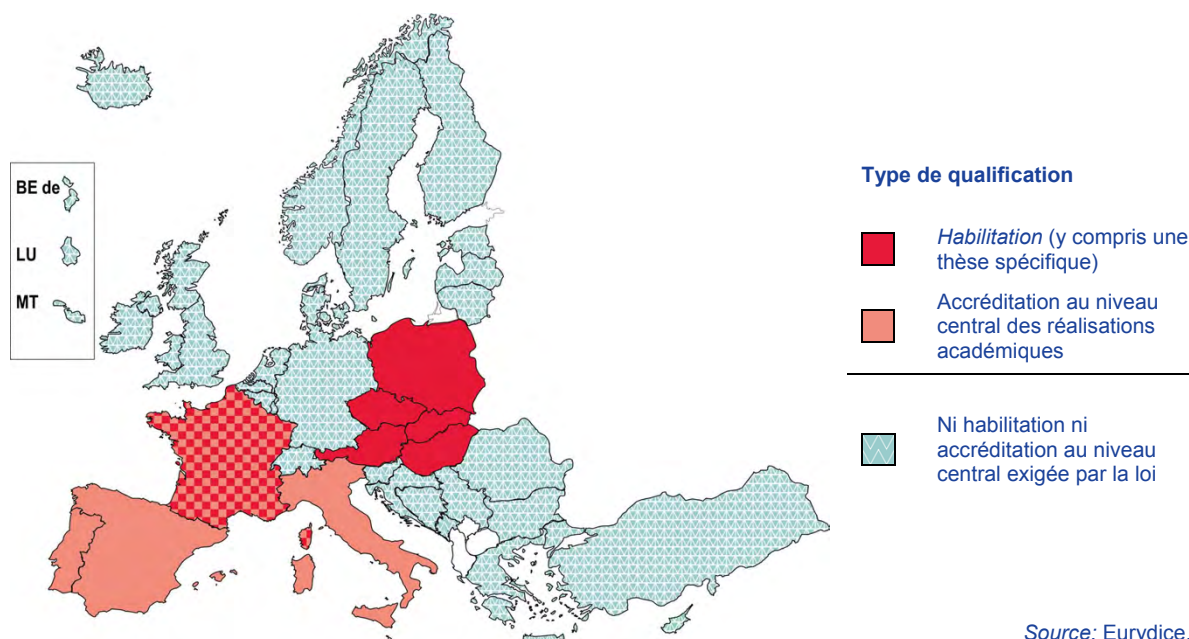 BE de
LU
MT
Type de qualification
Habilitation (y compris une
thèse spécifique)
Accréditation au niveau
central des réalisations
académiques
Ni habilitation ni
accréditation au niveau
central exigée par la loi
Source: Eurydice.